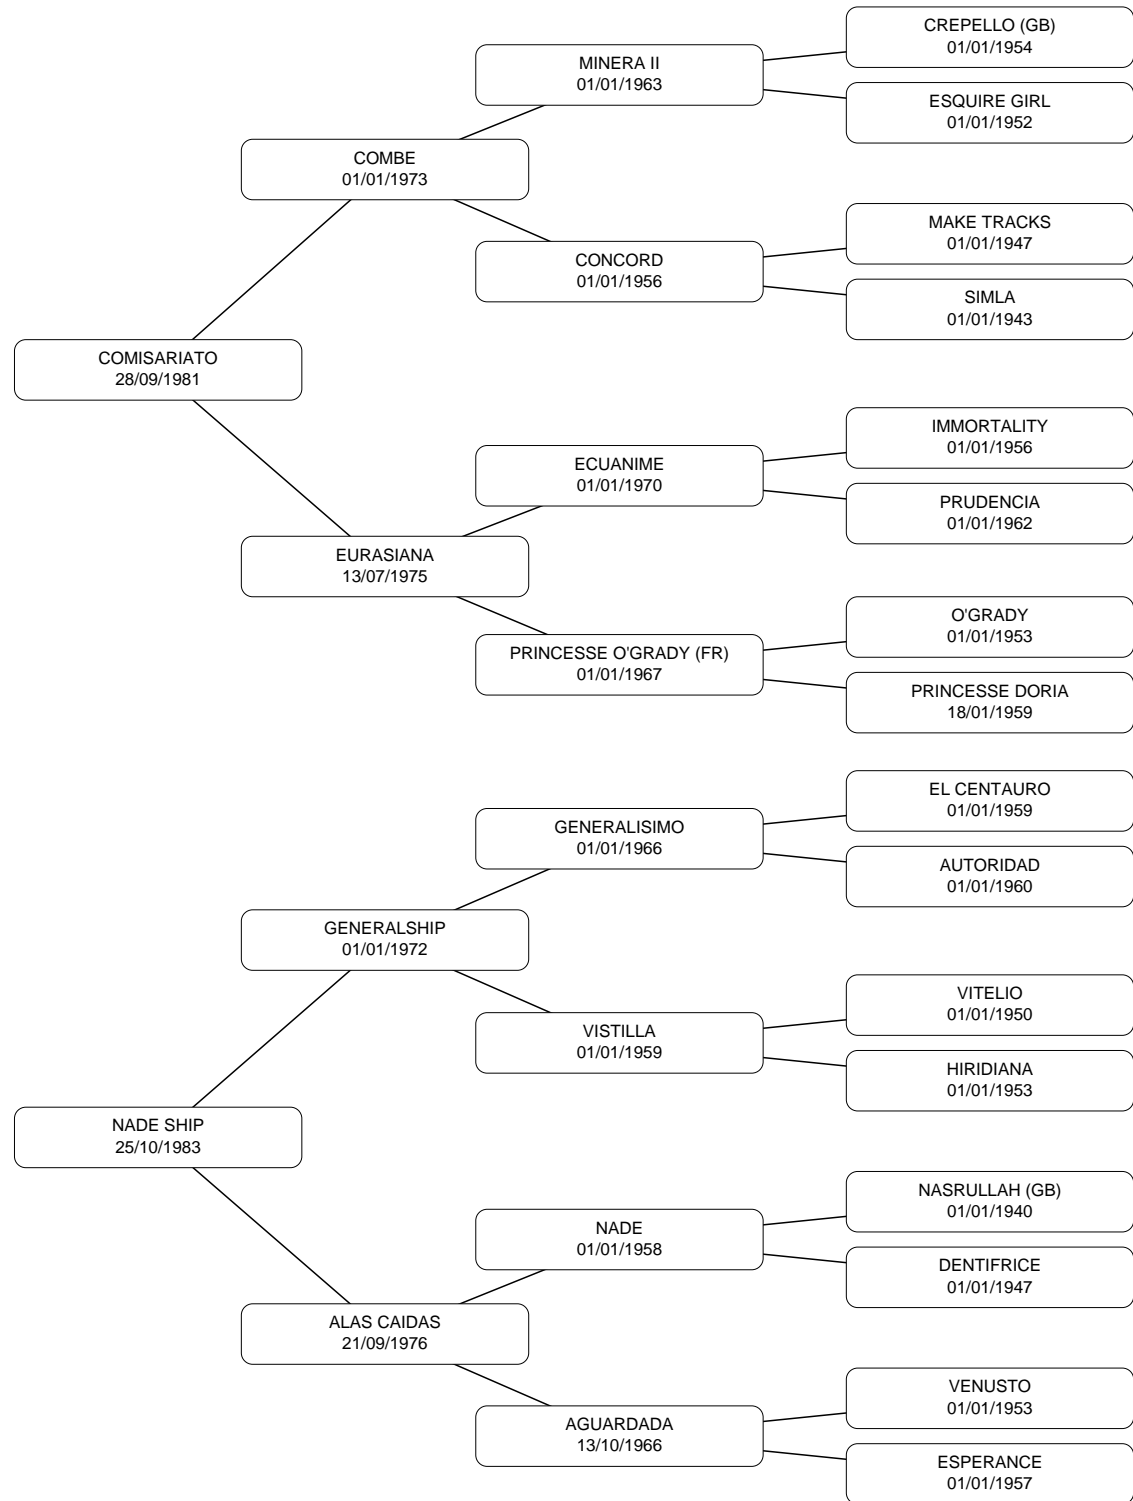 CREPELLO (GB)
01/01/1954
MINERA II
01/01/1963
ESQUIRE GIRL
01/01/1952
COMBE
01/01/1973
MAKE TRACKS
01/01/1947
CONCORD
01/01/1956
SIMLA
01/01/1943
COMISARIATO
28/09/1981
IMMORTALITY
01/01/1956
ECUANIME
01/01/1970
PRUDENCIA
01/01/1962
EURASIANA
13/07/1975
O'GRADY
01/01/1953
PRINCESSE O'GRADY (FR)
01/01/1967
PRINCESSE DORIA
18/01/1959
EL CENTAURO
01/01/1959
GENERALISIMO
01/01/1966
AUTORIDAD
01/01/1960
GENERALSHIP
01/01/1972
VITELIO
01/01/1950
VISTILLA
01/01/1959
HIRIDIANA
01/01/1953
NADE SHIP
25/10/1983
NASRULLAH (GB)
01/01/1940
NADE
01/01/1958
DENTIFRICE
01/01/1947
ALAS CAIDAS
21/09/1976
VENUSTO
01/01/1953
AGUARDADA
13/10/1966
ESPERANCE
01/01/1957